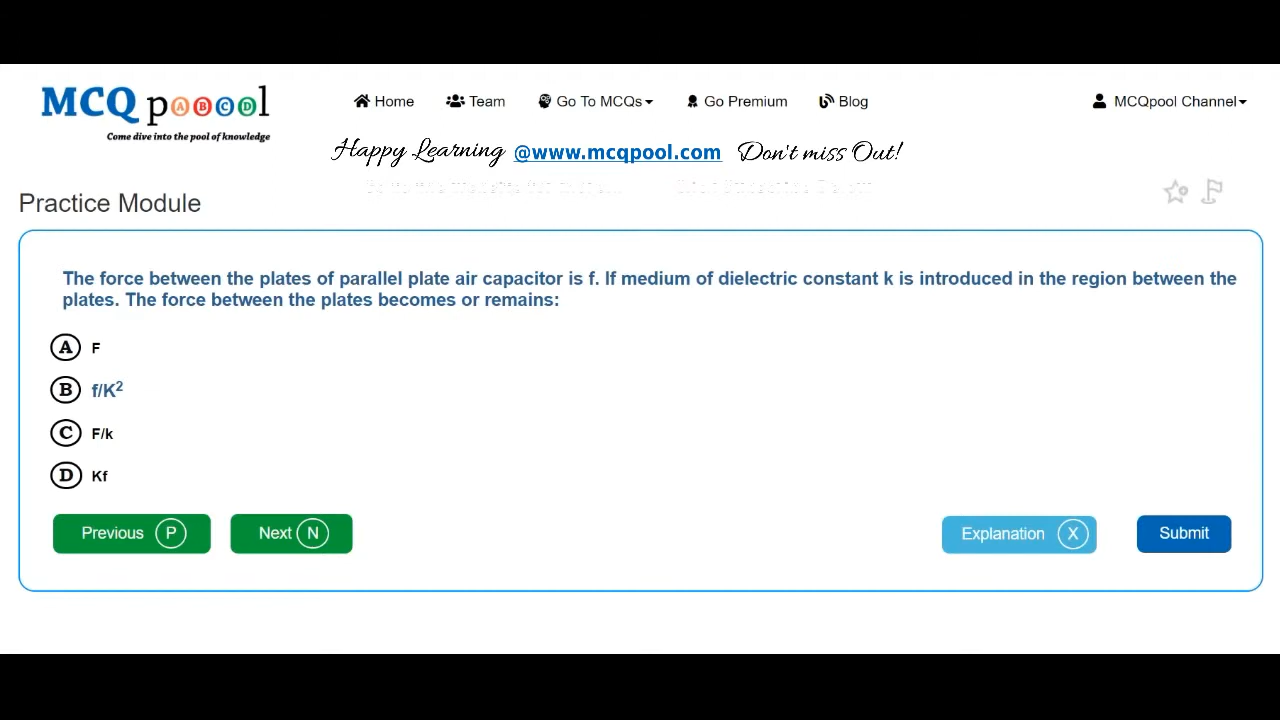 MCQ pooool
Come dive into the pool of knowledge
Home Team Go To MCQs Go Premium Blog MCQpool Channel
Happy Learning @www.mcqpool.com Don't miss Out!
Practice Module
The force between the plates of parallel plate air capacitor is f. If medium of dielectric constant k is introduced in the region between the
plates. The force between the plates becomes or remains:
A F
B f/K²
C F/k
D Kf
Previous P Next N Explanation X Submit